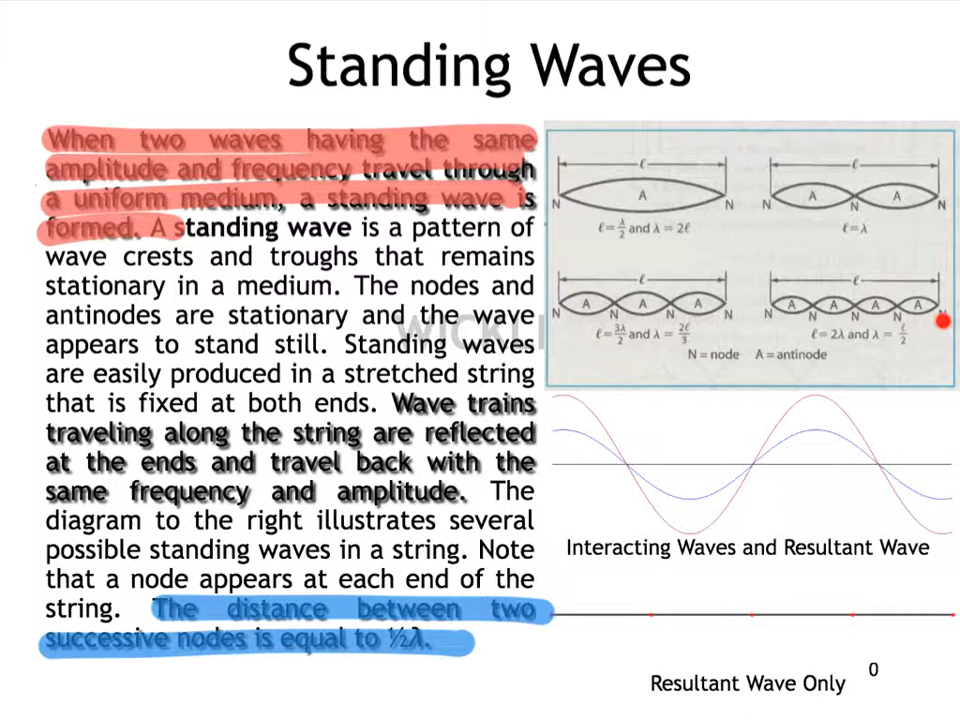 Standing Waves
When two waves having the same
amplitude and frequency travel through
a uniform medium, a standing wave is
formed. A standing wave is a pattern of
wave crests and troughs that remains
stationary in a medium. The nodes and
antinodes are stationary and the wave
appears to stand still. Standing waves
are easily produced in a stretched string
that is fixed at both ends. Wave trains
traveling along the string are reflected
at the ends and travel back with the
same frequency and amplitude. The
diagram to the right illustrates several
possible standing waves in a string. Note
that a node appears at each end of the
string. The distance between two
successive nodes is equal to ½λ.
ℓ ℓ
A A A
N N N N N
ℓ = λ/2 and λ = 2ℓ ℓ = λ
ℓ ℓ
A A A A A A A
N N N N N N N N N
ℓ = 3λ/2 and λ = 2ℓ/3 ℓ = 2λ and λ = ℓ/2
N = node A = antinode
Interacting Waves and Resultant Wave
0
Resultant Wave Only